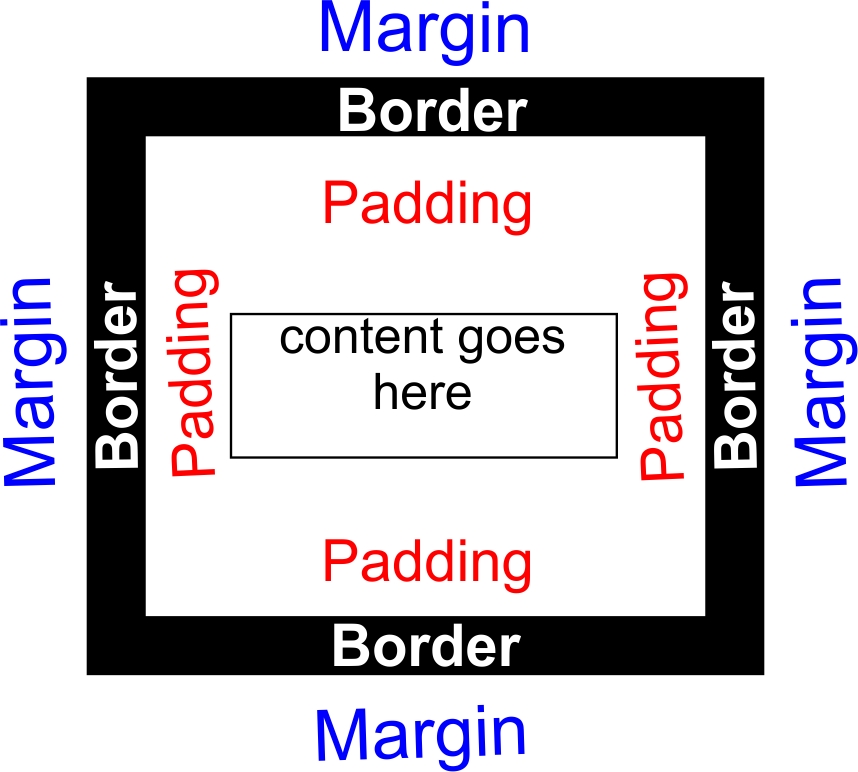 Margin
Border
Padding
Margin
Border
Padding
content goes
here
Padding
Border
Margin
Padding
Border
Margin